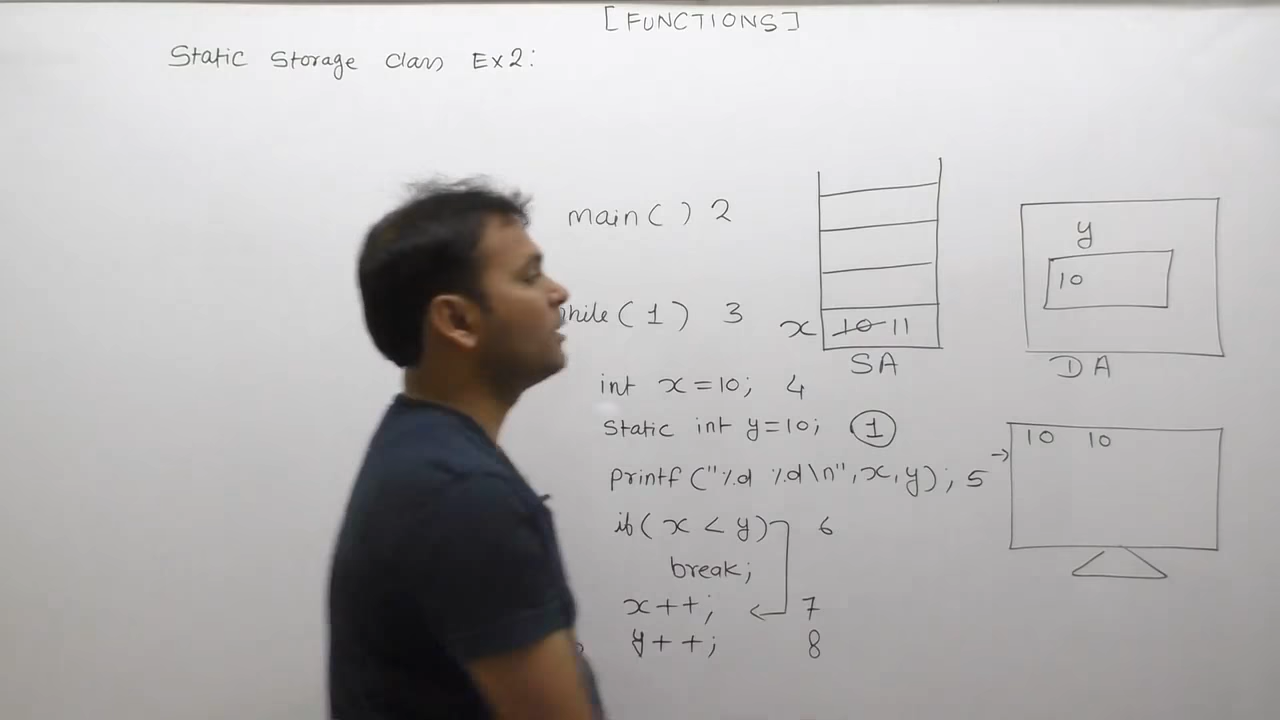 [FUNCTIONS]
Static Storage Class Ex2:
main() 2
while(1) 3
int x=10; 4
Static int y=10; 1
printf("%d %d\n",x,y); 5
if(x<y) 6
break;
x++; 7
y++; 8
x 10 11
SA
y
10
DA
10 10